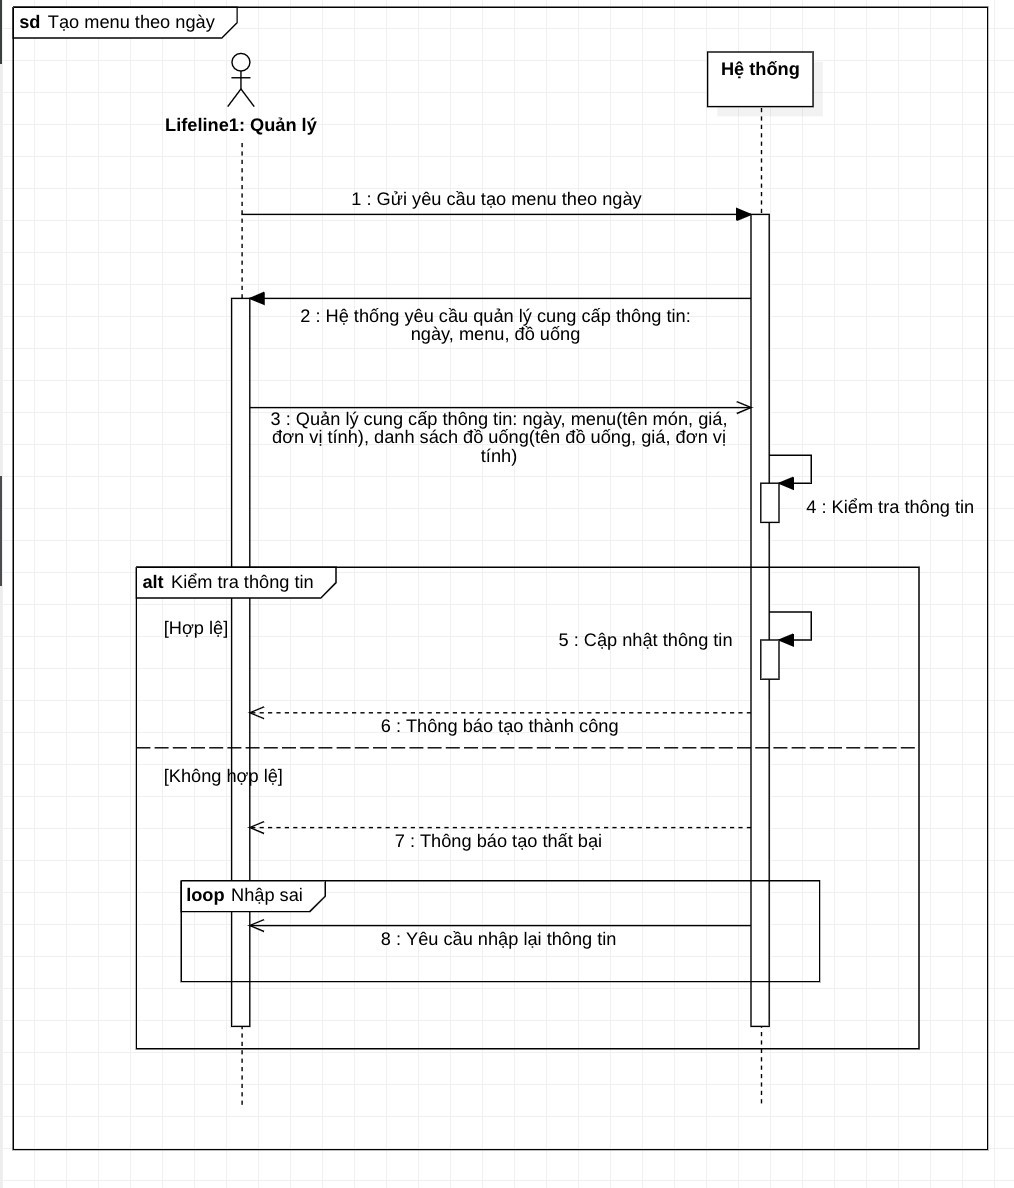 sd Tạo menu theo ngày
Hệ thống
Lifeline1: Quản lý
1 : Gửi yêu cầu tạo menu theo ngày
2 : Hệ thống yêu cầu quản lý cung cấp thông tin:
ngày, menu, đồ uống
3 : Quản lý cung cấp thông tin: ngày, menu(tên món, giá,
đơn vị tính), danh sách đồ uống(tên đồ uống, giá, đơn vị
tính)
4 : Kiểm tra thông tin
alt Kiểm tra thông tin
[Hợp lệ]
5 : Cập nhật thông tin
6 : Thông báo tạo thành công
[Không hợp lệ]
7 : Thông báo tạo thất bại
loop Nhập sai
8 : Yêu cầu nhập lại thông tin